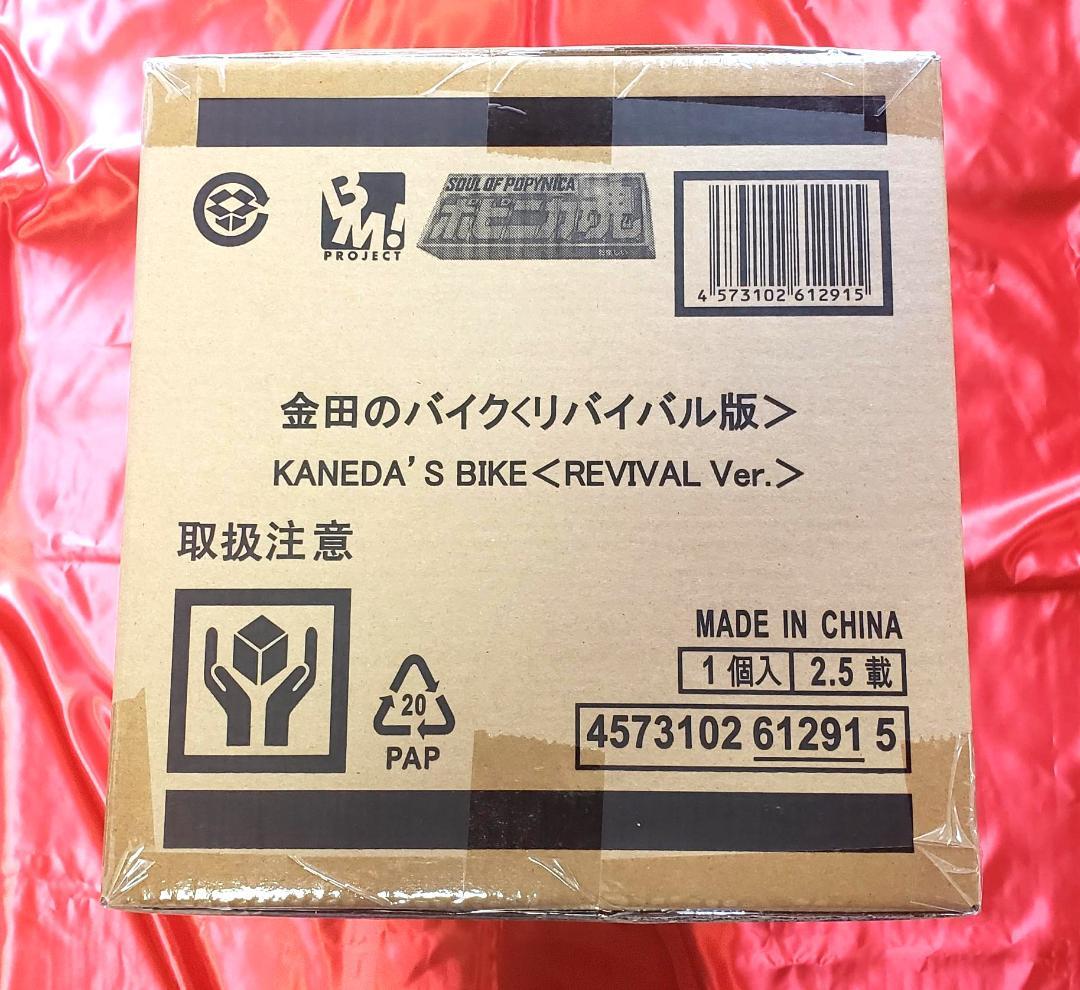 BM!
PROJECT
SOUL OF POPYNICA
ポピニカ魂
4 573102 612915
金田のバイク<リバイバル版>
KANEDA'S BIKE<REVIVAL Ver.>
取扱注意
MADE IN CHINA
1個入 2.5 載
20
PAP
4573102 61291 5